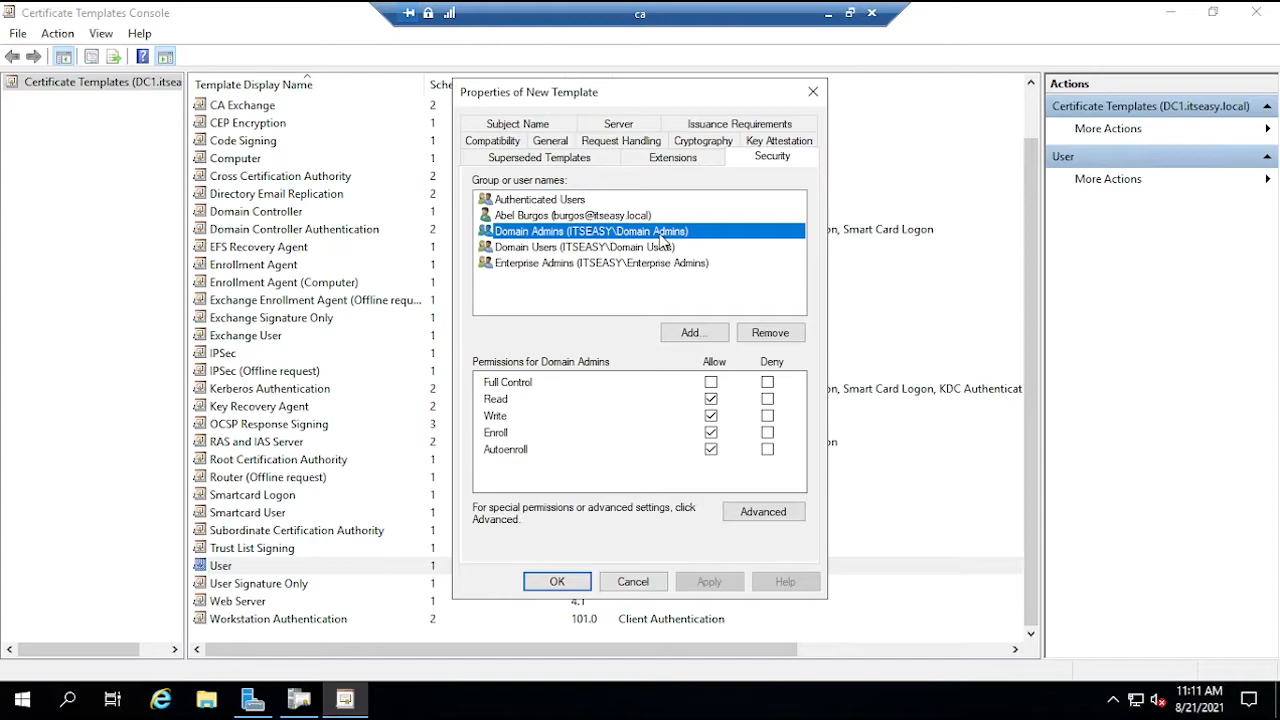 Certificate Templates Console
ca
File Action View Help
Certificate Templates (DC1.itsea
Template Display Name
Sche
CA Exchange 2
CEP Encryption 1
Code Signing 1
Computer 1
Cross Certification Authority 2
Directory Email Replication 2
Domain Controller 1
Domain Controller Authentication 2
EFS Recovery Agent 1
Enrollment Agent 1
Enrollment Agent (Computer) 1
Exchange Enrollment Agent (Offline requ... 1
Exchange Signature Only 1
Exchange User 1
IPSec 1
IPSec (Offline request) 1
Kerberos Authentication 2
Key Recovery Agent 2
OCSP Response Signing 3
RAS and IAS Server 2
Root Certification Authority 1
Router (Offline request) 1
Smartcard Logon 1
Smartcard User 1
Subordinate Certification Authority 1
Trust List Signing 1
User 1
User Signature Only 1
Web Server 1 4.1
Workstation Authentication 2 101.0 Client Authentication
n, Smart Card Logon
n, Smart Card Logon, KDC Authenticat
n
Properties of New Template
Subject Name Server Issuance Requirements
Compatibility General Request Handling Cryptography Key Attestation
Superseded Templates Extensions Security
Group or user names:
Authenticated Users
Abel Burgos (burgos@itseasy.local)
Domain Admins (ITSEASY\Domain Admins)
Domain Users (ITSEASY\Domain Users)
Enterprise Admins (ITSEASY\Enterprise Admins)
Add... Remove
Permissions for Domain Admins Allow Deny
Full Control
Read
Write
Enroll
Autoenroll
For special permissions or advanced settings, click
Advanced.
Advanced
OK Cancel Apply Help
Actions
Certificate Templates (DC1.itseasy.local)
More Actions
User
More Actions
11:11 AM
8/21/2021